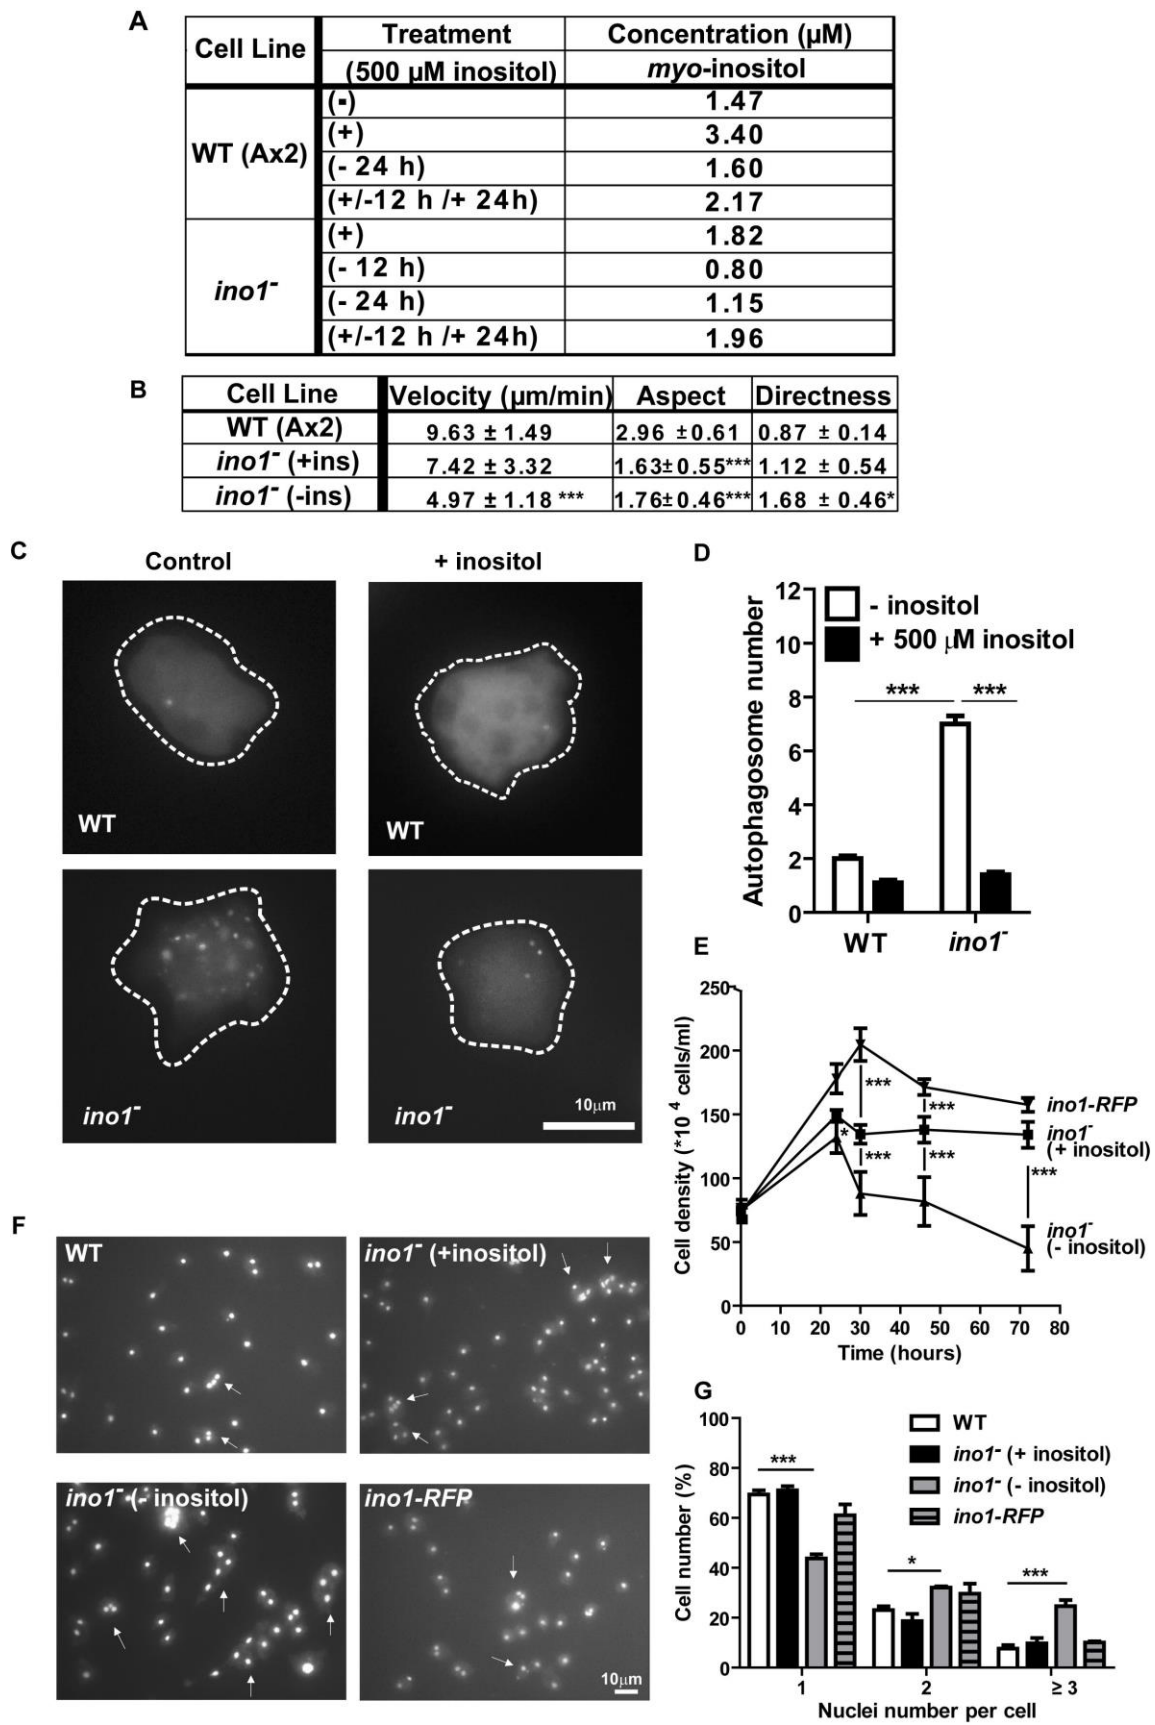 A
Cell Line
Treatment
Concentration (µM)
(500 µM inositol)
myo-inositol
WT (Ax2)
(-)
1.47
(+)
3.40
(- 24 h)
1.60
(+/-12 h /+ 24h)
2.17
ino1-
(+)
1.82
(- 12 h)
0.80
(- 24 h)
1.15
(+/-12 h /+ 24h)
1.96
B
Cell Line
Velocity (µm/min)
Aspect
Directness
WT (Ax2)
9.63 ± 1.49
2.96 ±0.61
0.87 ± 0.14
ino1- (+ins)
7.42 ± 3.32
1.63± 0.55***
1.12 ± 0.54
ino1- (-ins)
4.97 ± 1.18 ***
1.76± 0.46***
1.68 ± 0.46*
C
Control
+ inositol
WT
WT
ino1-
ino1-
10µm
D
Autophagosome number
12
10
8
6
4
2
0
- inositol
+ 500 µM inositol
***
***
WT
ino1-
E
Cell density (*10 4 cells/ml)
250
200
150
100
50
0
***
***
*
***
***
***
ino1-RFP
ino1-
(+ inositol)
ino1-
(- inositol)
0 10 20 30 40 50 60 70 80
Time (hours)
F
WT
ino1- (+inositol)
ino1- (- inositol)
ino1-RFP
10µm
G
Cell number (%)
100
80
60
40
20
0
WT
ino1- (+ inositol)
ino1- (- inositol)
ino1-RFP
***
*
***
1
2
≥ 3
Nuclei number per cell